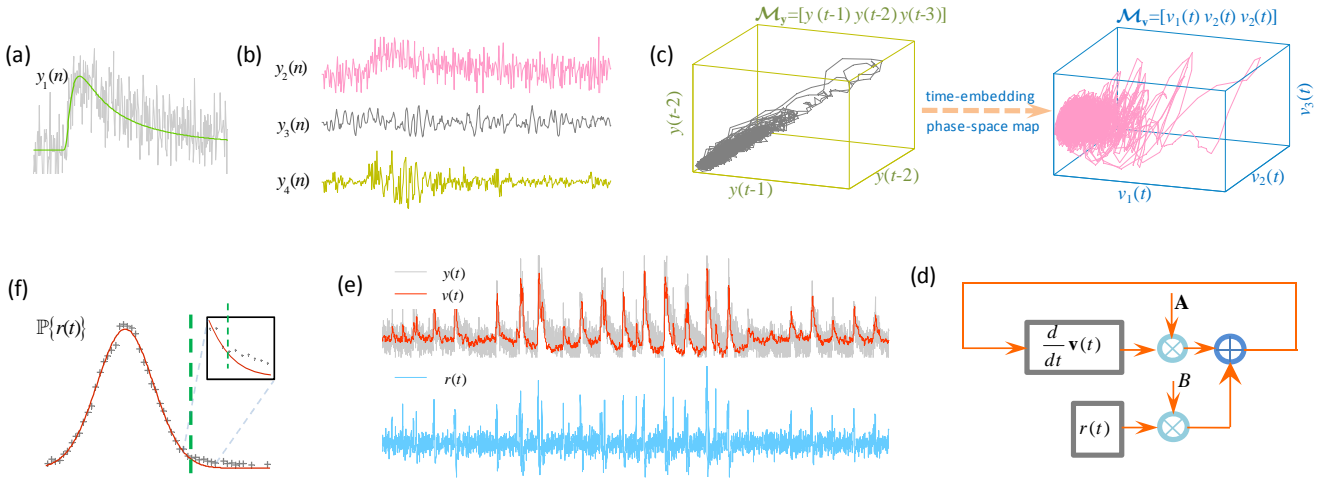 (a)
y₁(n)
(b)
y₂(n)
y₃(n)
y₄(n)
(c)
𝓜y=[y (t-1) y(t-2) y(t-3)]
y(t-2)
y(t-1)
y(t-2)
time-embedding
phase-space map
𝓜v=[v₁(t) v₂(t) v₂(t)]
v₃(t)
v₁(t)
v₂(t)
(f)
ℙ{r(t)}
(e)
y(t)
v(t)
r(t)
(d)
A
d/dt v(t)
B
r(t)